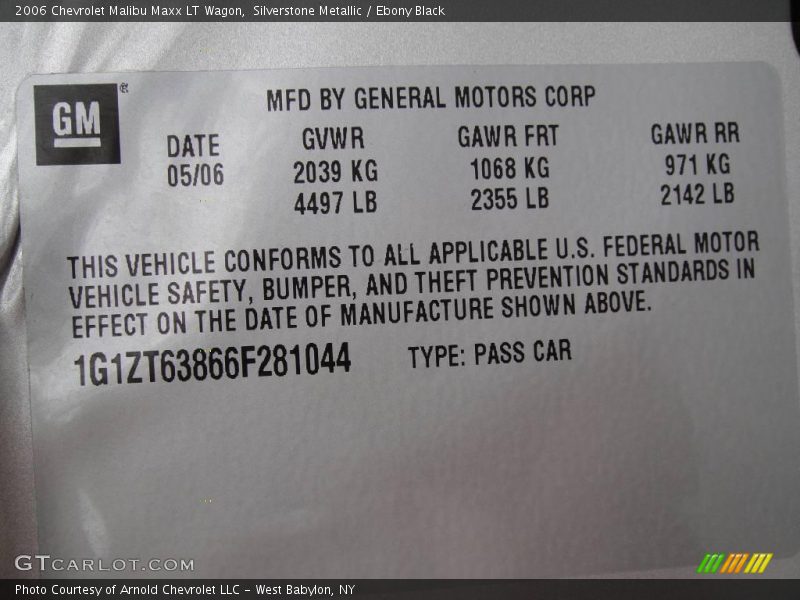 2006 Chevrolet Malibu Maxx LT Wagon, Silverstone Metallic / Ebony Black
GM ®
MFD BY GENERAL MOTORS CORP
DATE GVWR GAWR FRT GAWR RR
05/06 2039 KG 1068 KG 971 KG
4497 LB 2355 LB 2142 LB
THIS VEHICLE CONFORMS TO ALL APPLICABLE U.S. FEDERAL MOTOR
VEHICLE SAFETY, BUMPER, AND THEFT PREVENTION STANDARDS IN
EFFECT ON THE DATE OF MANUFACTURE SHOWN ABOVE.
1G1ZT63866F281044 TYPE: PASS CAR
GTCARLOT.COM
Photo Courtesy of Arnold Chevrolet LLC – West Babylon, NY